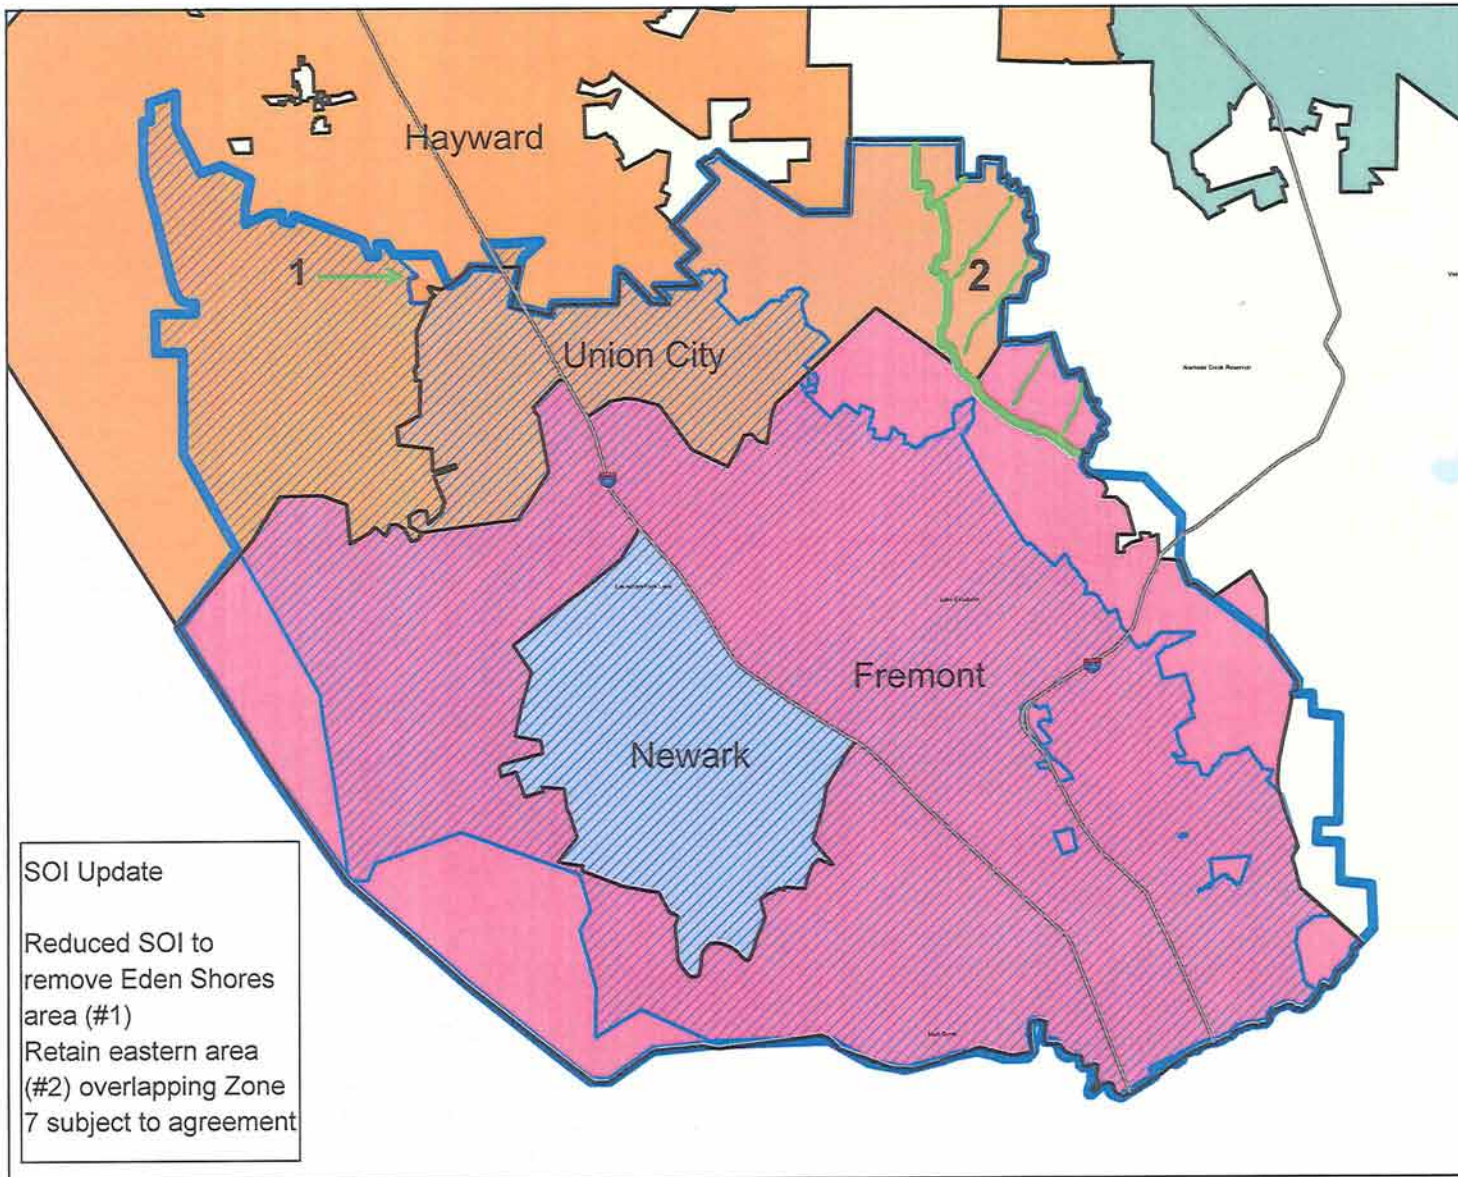 Hayward
1
2
Union City
Fremont
Newark
SOI Update
Reduced SOI to
remove Eden Shores
area (#1)
Retain eastern area
(#2) overlapping Zone
7 subject to agreement